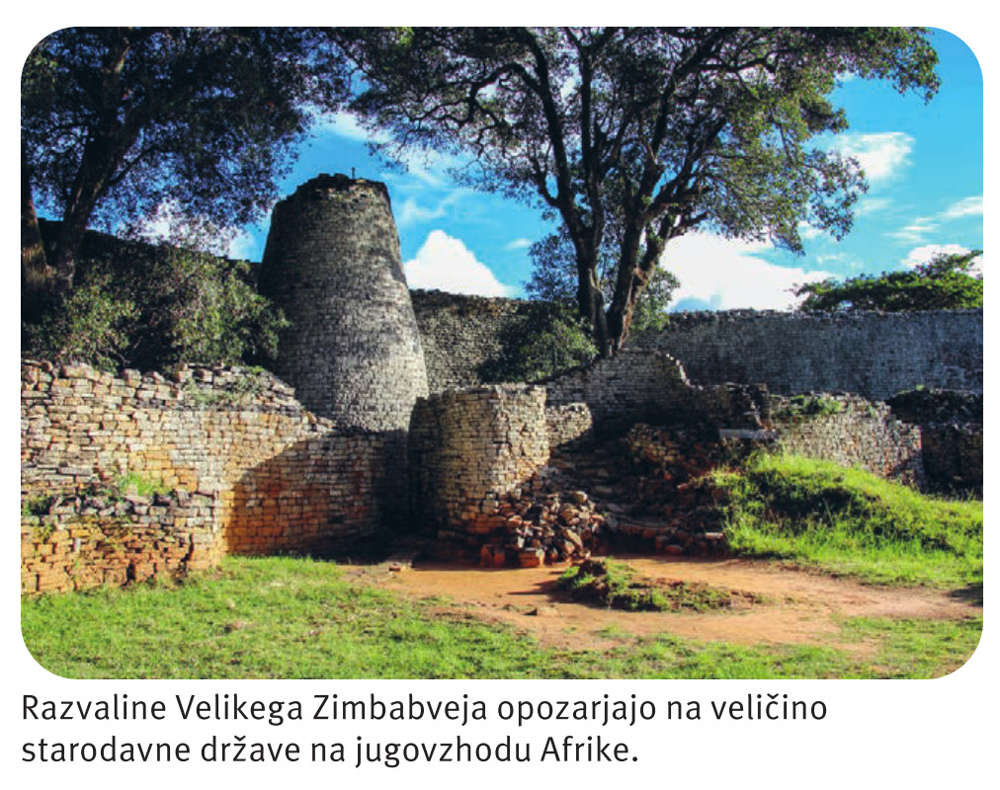 Razvaline Velikega Zimbabveja opozarjajo na veličino
starodavne države na jugovzhodu Afrike.